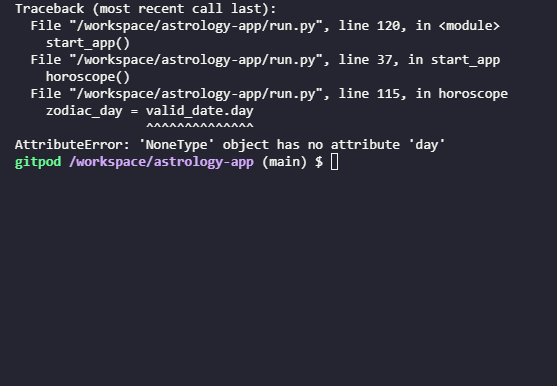 Traceback (most recent call last):
  File "/workspace/astrology-app/run.py", line 120, in <module>
    start_app()
  File "/workspace/astrology-app/run.py", line 37, in start_app
    horoscope()
  File "/workspace/astrology-app/run.py", line 115, in horoscope
    zodiac_day = valid_date.day
                 ^^^^^^^^^^^^^^
AttributeError: 'NoneType' object has no attribute 'day'
gitpod /workspace/astrology-app (main) $